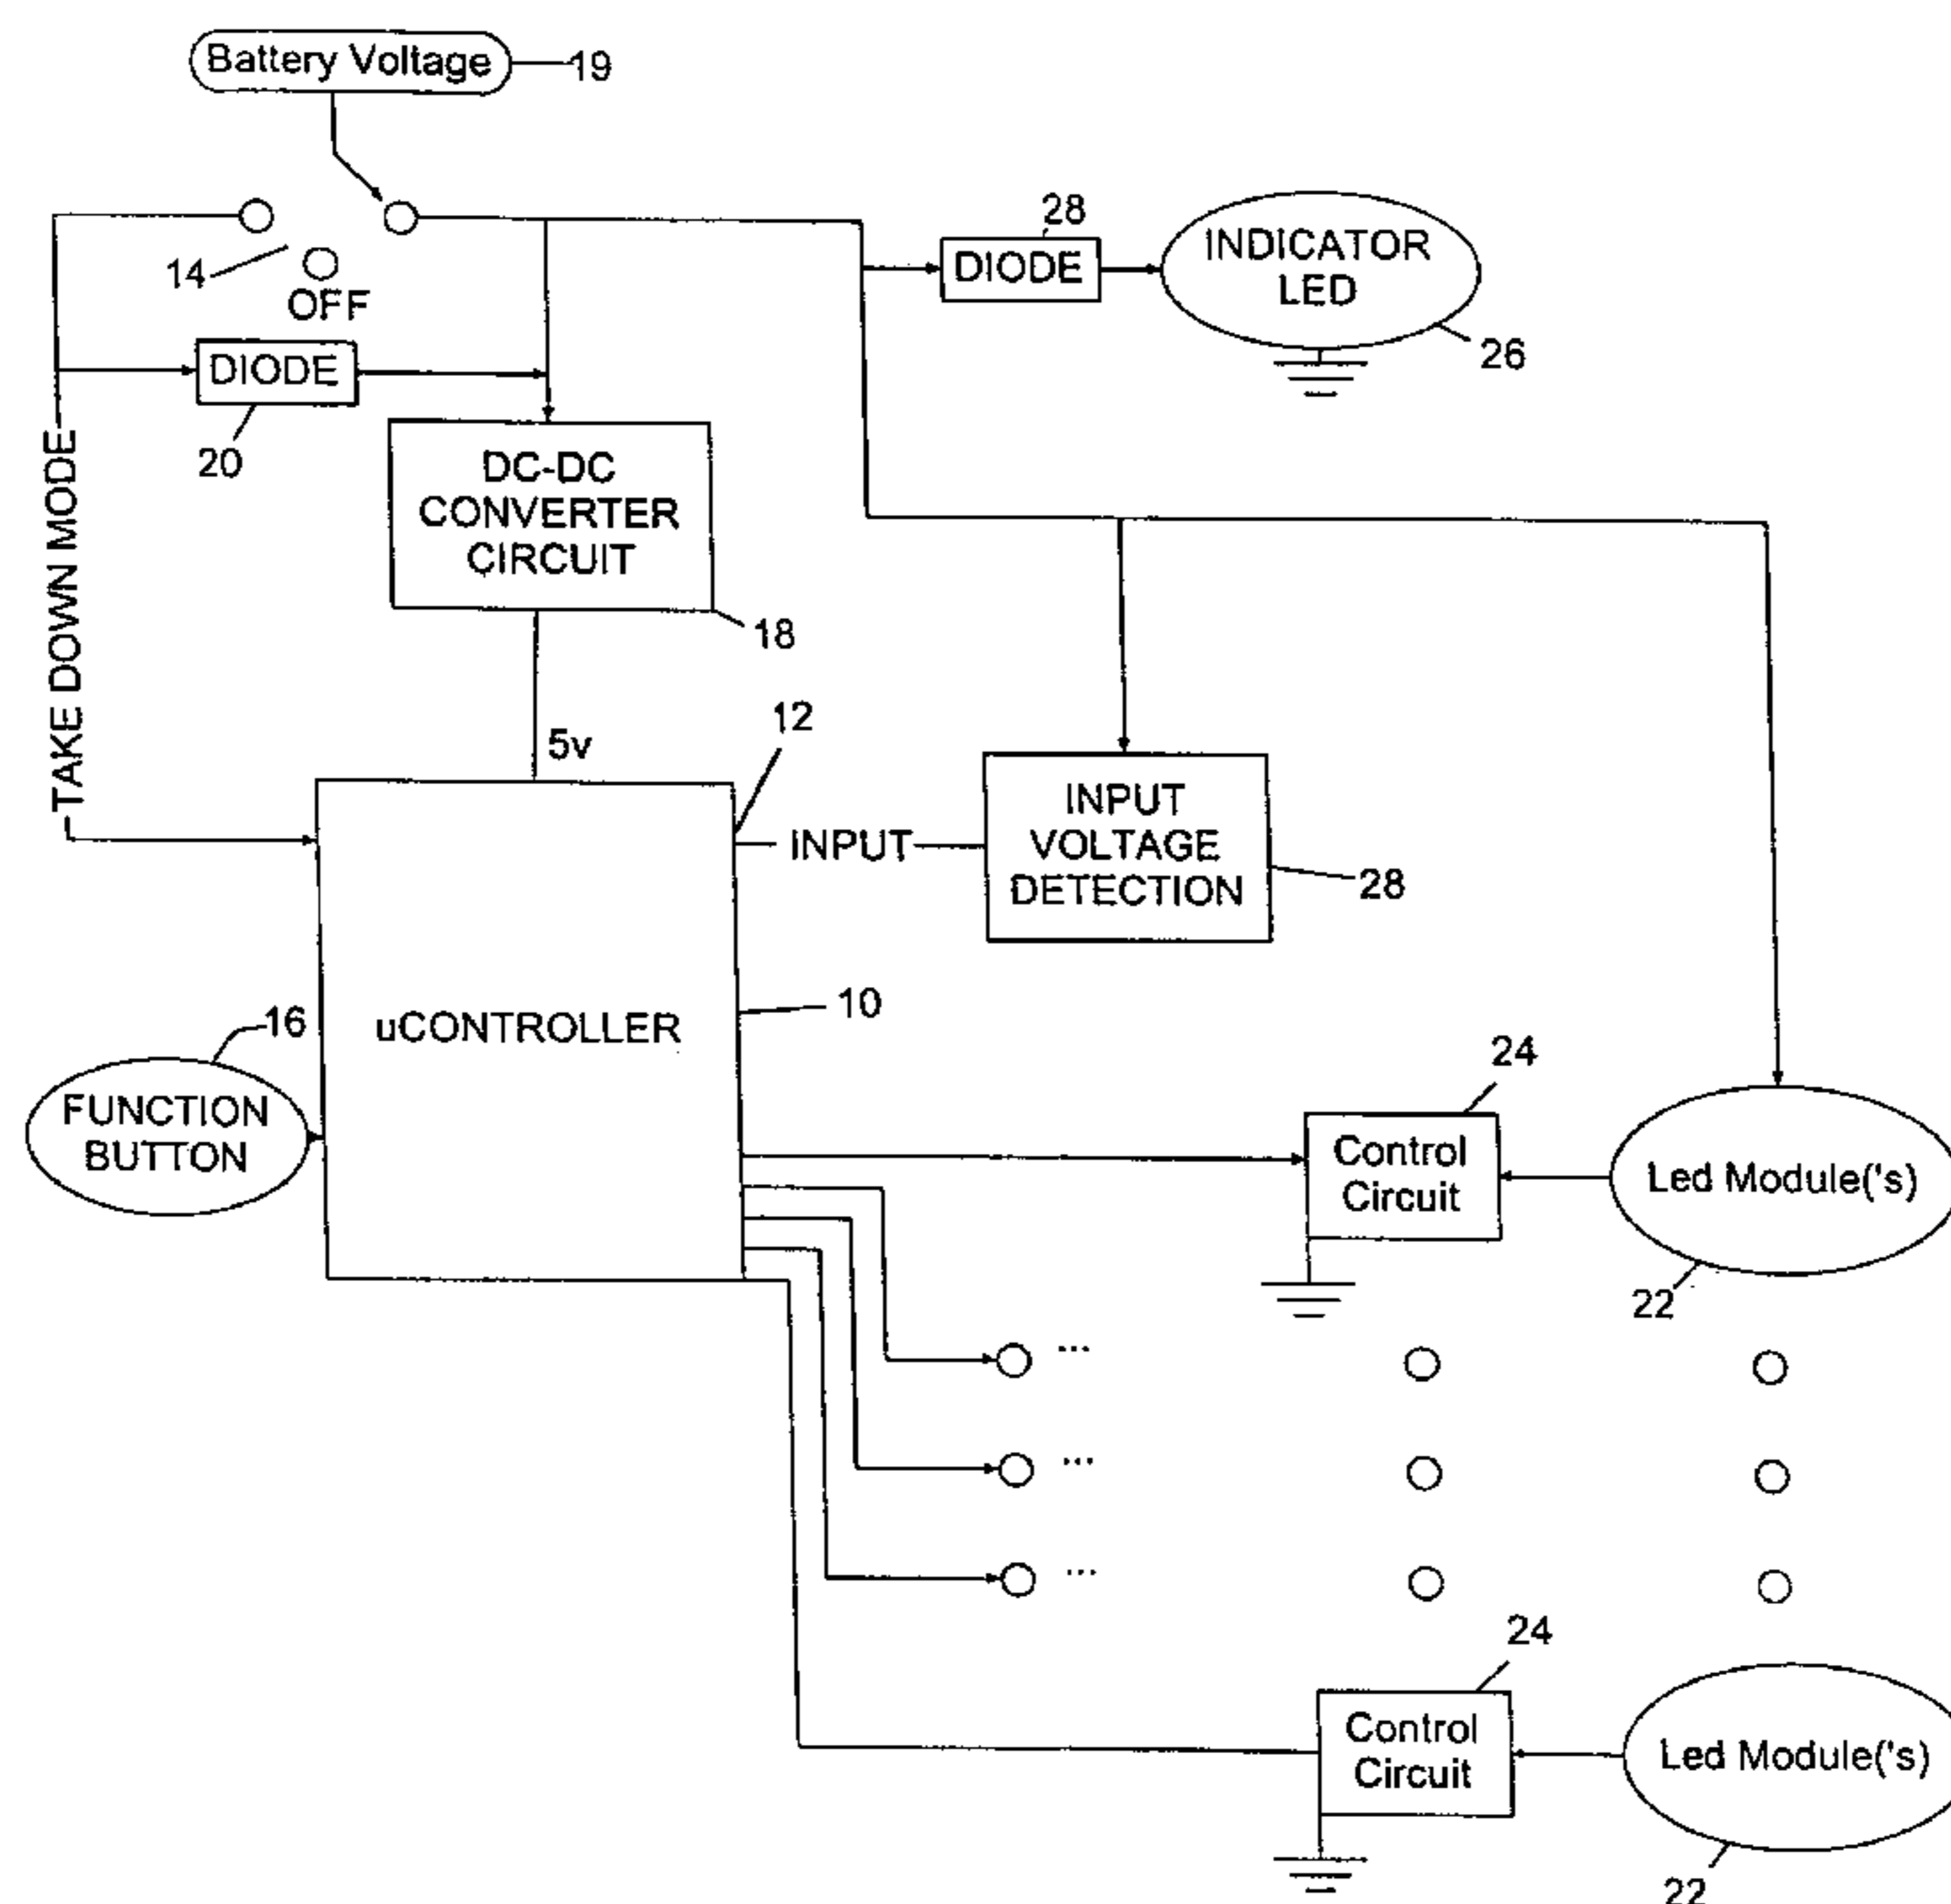 Battery Voltage
19
28
DIODE
INDICATOR
LED
26
14
OFF
DIODE
20
TAKE DOWN MODE
DC-DC
CONVERTER
CIRCUIT
18
5v
12
INPUT
INPUT
VOLTAGE
DETECTION
28
10
uCONTROLLER
16
FUNCTION
BUTTON
24
Control
Circuit
Led Module('s)
22
...
...
...
24
Control
Circuit
Led Module('s)
22